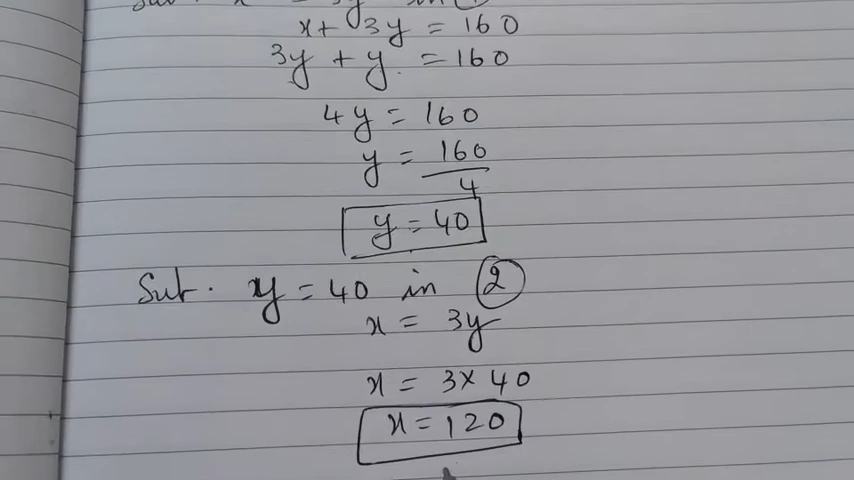 x + 3y = 160
3y + y = 160
4y = 160
y = 160/4
y = 40
Sub. y = 40 in 2
x = 3y
x = 3 × 40
x = 120